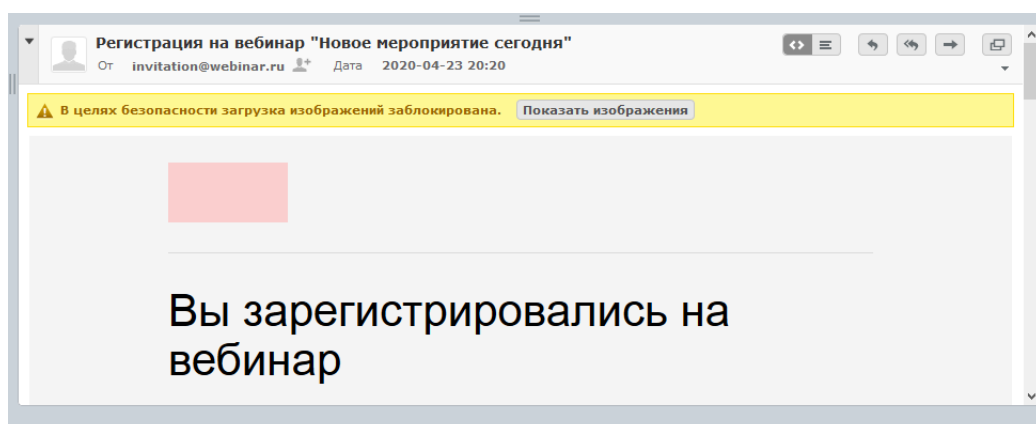 Регистрация на вебинар "Новое мероприятие сегодня"
От invitation@webinar.ru Дата 2020-04-23 20:20
В целях безопасности загрузка изображений заблокирована. Показать изображения
Вы зарегистрировались на
вебинар